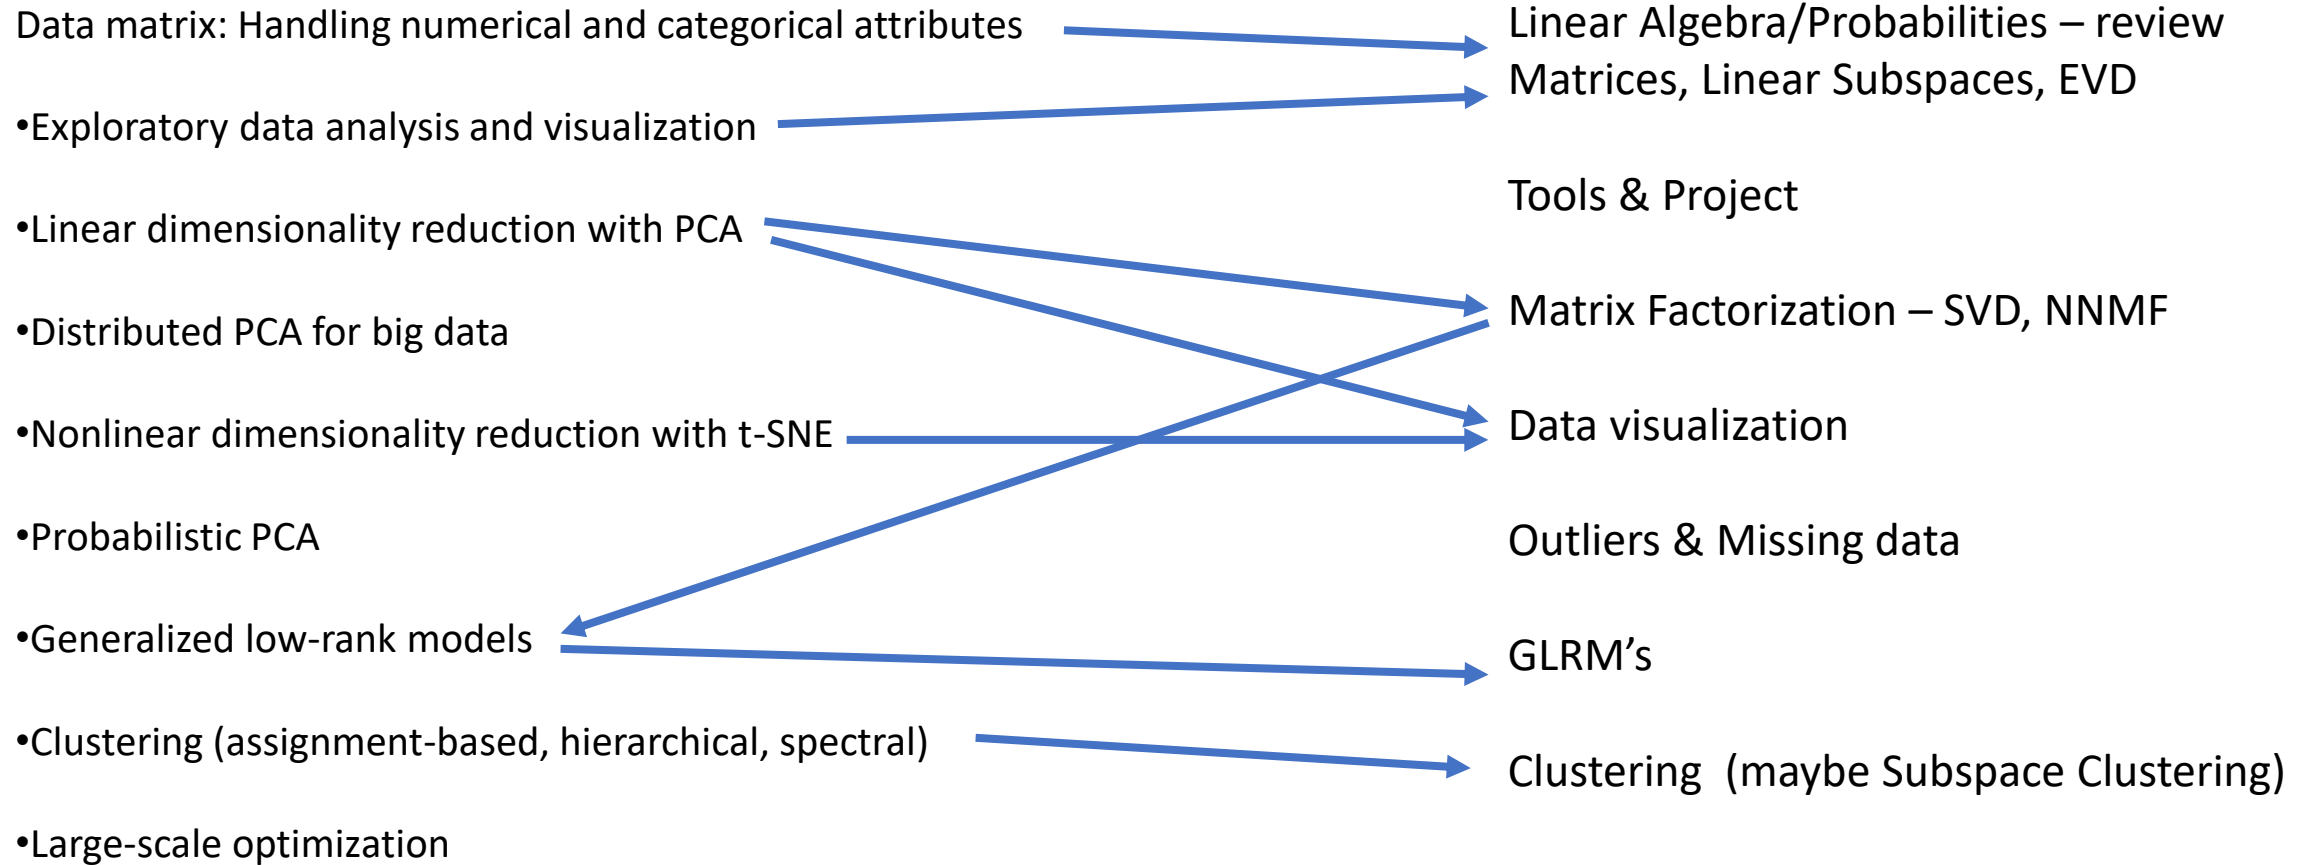 Data matrix: Handling numerical and categorical attributes
•Exploratory data analysis and visualization
•Linear dimensionality reduction with PCA
•Distributed PCA for big data
•Nonlinear dimensionality reduction with t-SNE
•Probabilistic PCA
•Generalized low-rank models
•Clustering (assignment-based, hierarchical, spectral)
•Large-scale optimization
Linear Algebra/Probabilities – review
Matrices, Linear Subspaces, EVD
Tools & Project
Matrix Factorization – SVD, NNMF
Data visualization
Outliers & Missing data
GLRM’s
Clustering  (maybe Subspace Clustering)